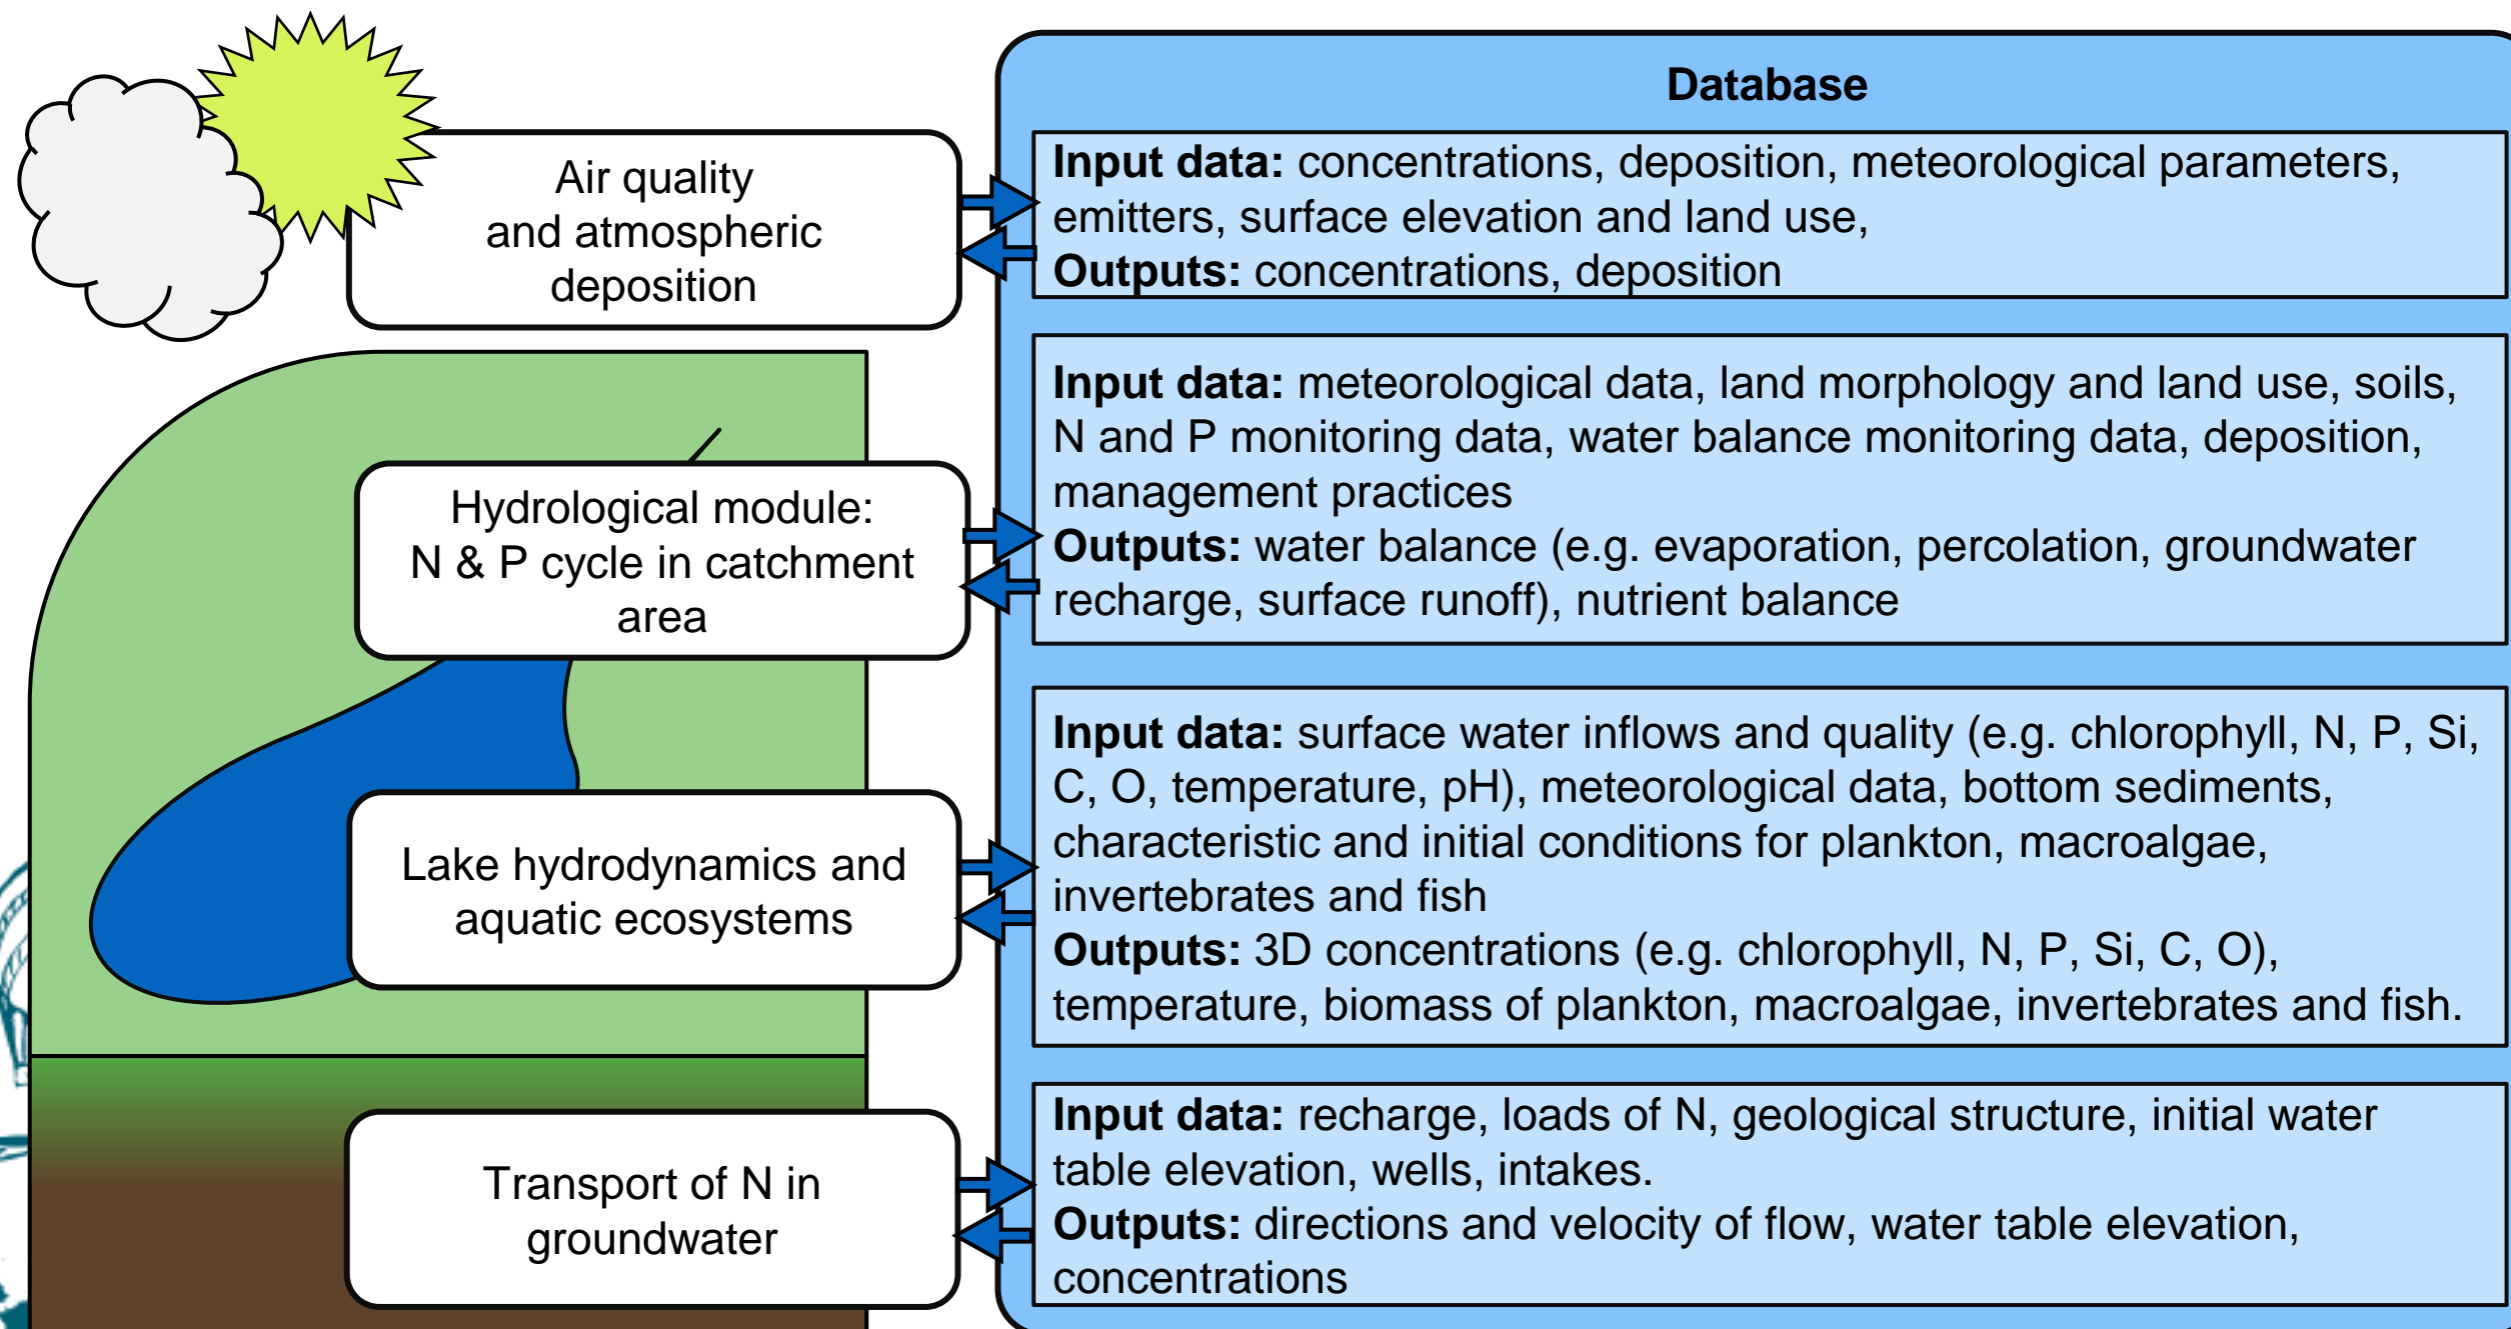 Database
Air quality
and atmospheric
deposition
Input data: concentrations, deposition, meteorological parameters,
emitters, surface elevation and land use,
Outputs: concentrations, deposition
Hydrological module:
N & P cycle in catchment
area
Input data: meteorological data, land morphology and land use, soils,
N and P monitoring data, water balance monitoring data, deposition,
management practices
Outputs: water balance (e.g. evaporation, percolation, groundwater
recharge, surface runoff), nutrient balance
Lake hydrodynamics and
aquatic ecosystems
Input data: surface water inflows and quality (e.g. chlorophyll, N, P, Si,
C, O, temperature, pH), meteorological data, bottom sediments,
characteristic and initial conditions for plankton, macroalgae,
invertebrates and fish
Outputs: 3D concentrations (e.g. chlorophyll, N, P, Si, C, O),
temperature, biomass of plankton, macroalgae, invertebrates and fish.
Transport of N in
groundwater
Input data: recharge, loads of N, geological structure, initial water
table elevation, wells, intakes.
Outputs: directions and velocity of flow, water table elevation,
concentrations